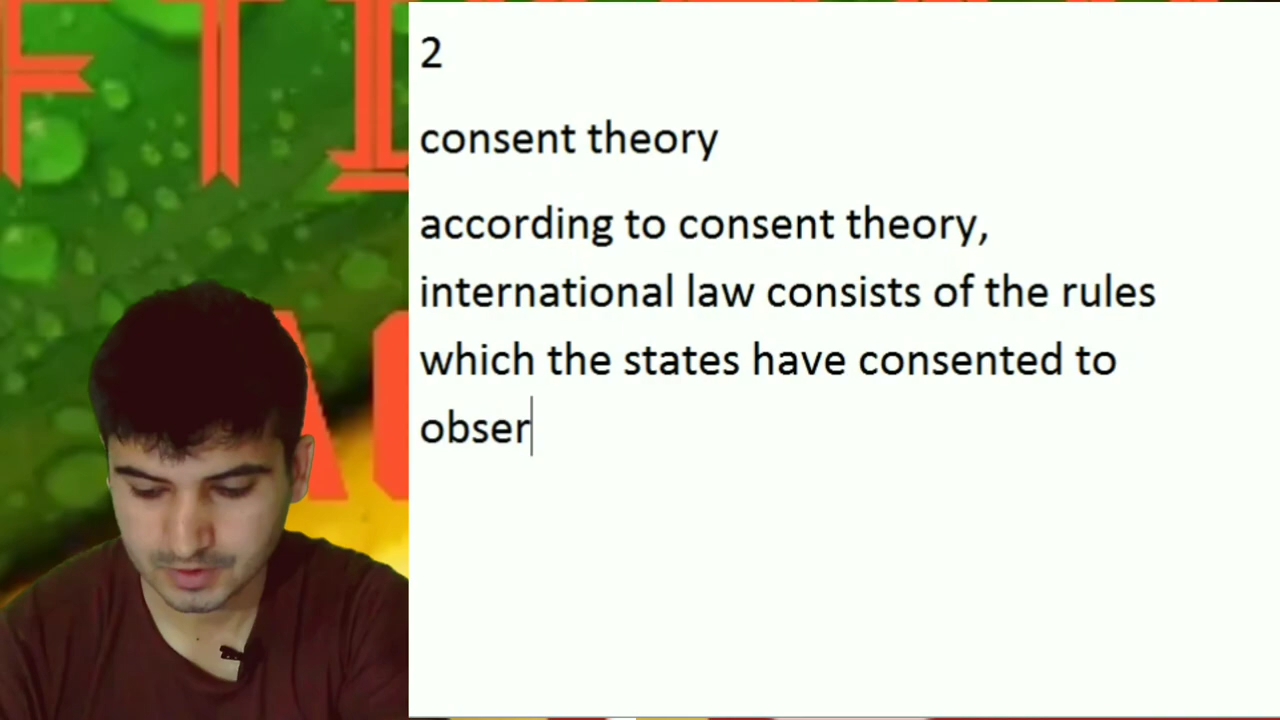 2
consent theory
according to consent theory,
international law consists of the rules
which the states have consented to
obser